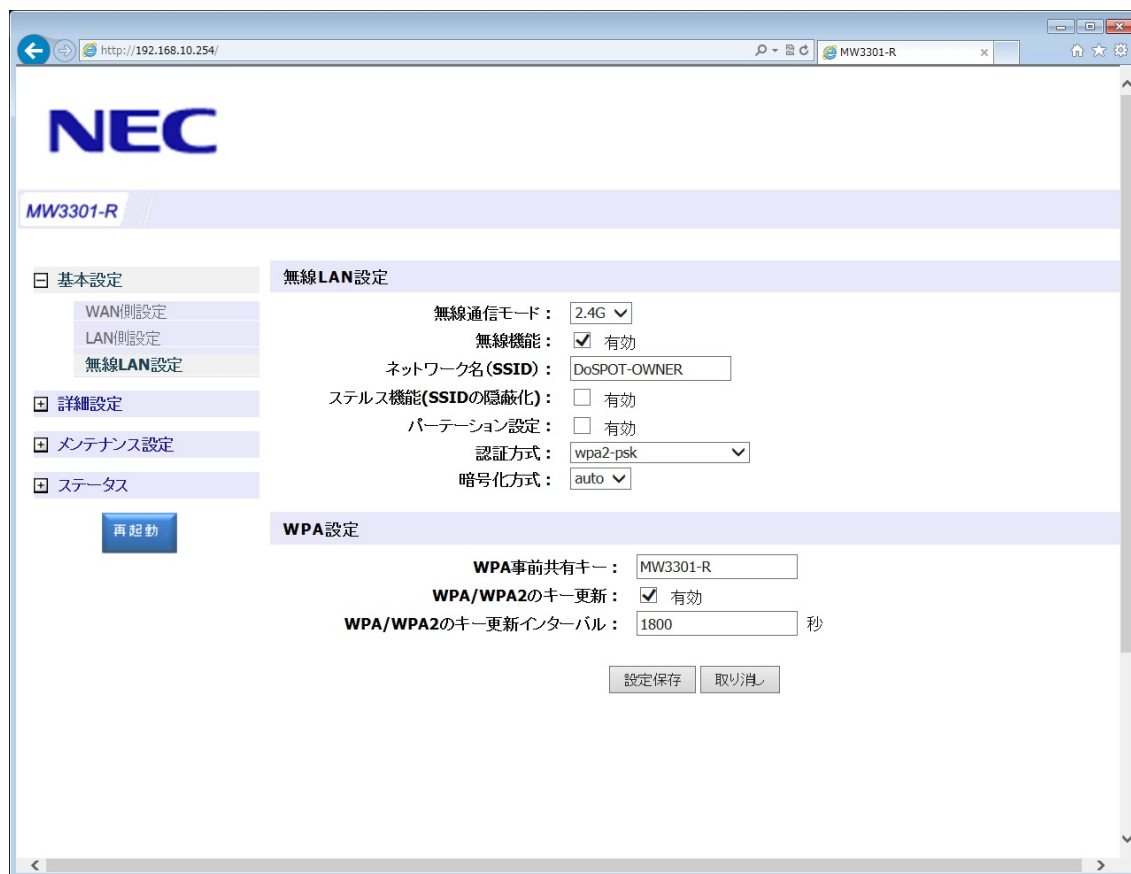 http://192.168.10.254/
MW3301-R
NEC
MW3301-R
基本設定
WAN側設定
LAN側設定
無線LAN設定
詳細設定
メンテナンス設定
ステータス
再起動
無線LAN設定
無線通信モード： 2.4G
無線機能： 有効
ネットワーク名(SSID)： DoSPOT-OWNER
ステルス機能(SSIDの隠蔽化)： 有効
パーテーション設定： 有効
認証方式： wpa2-psk
暗号化方式： auto
WPA設定
WPA事前共有キー： MW3301-R
WPA/WPA2のキー更新： 有効
WPA/WPA2のキー更新インターバル： 1800 秒
設定保存 取り消し